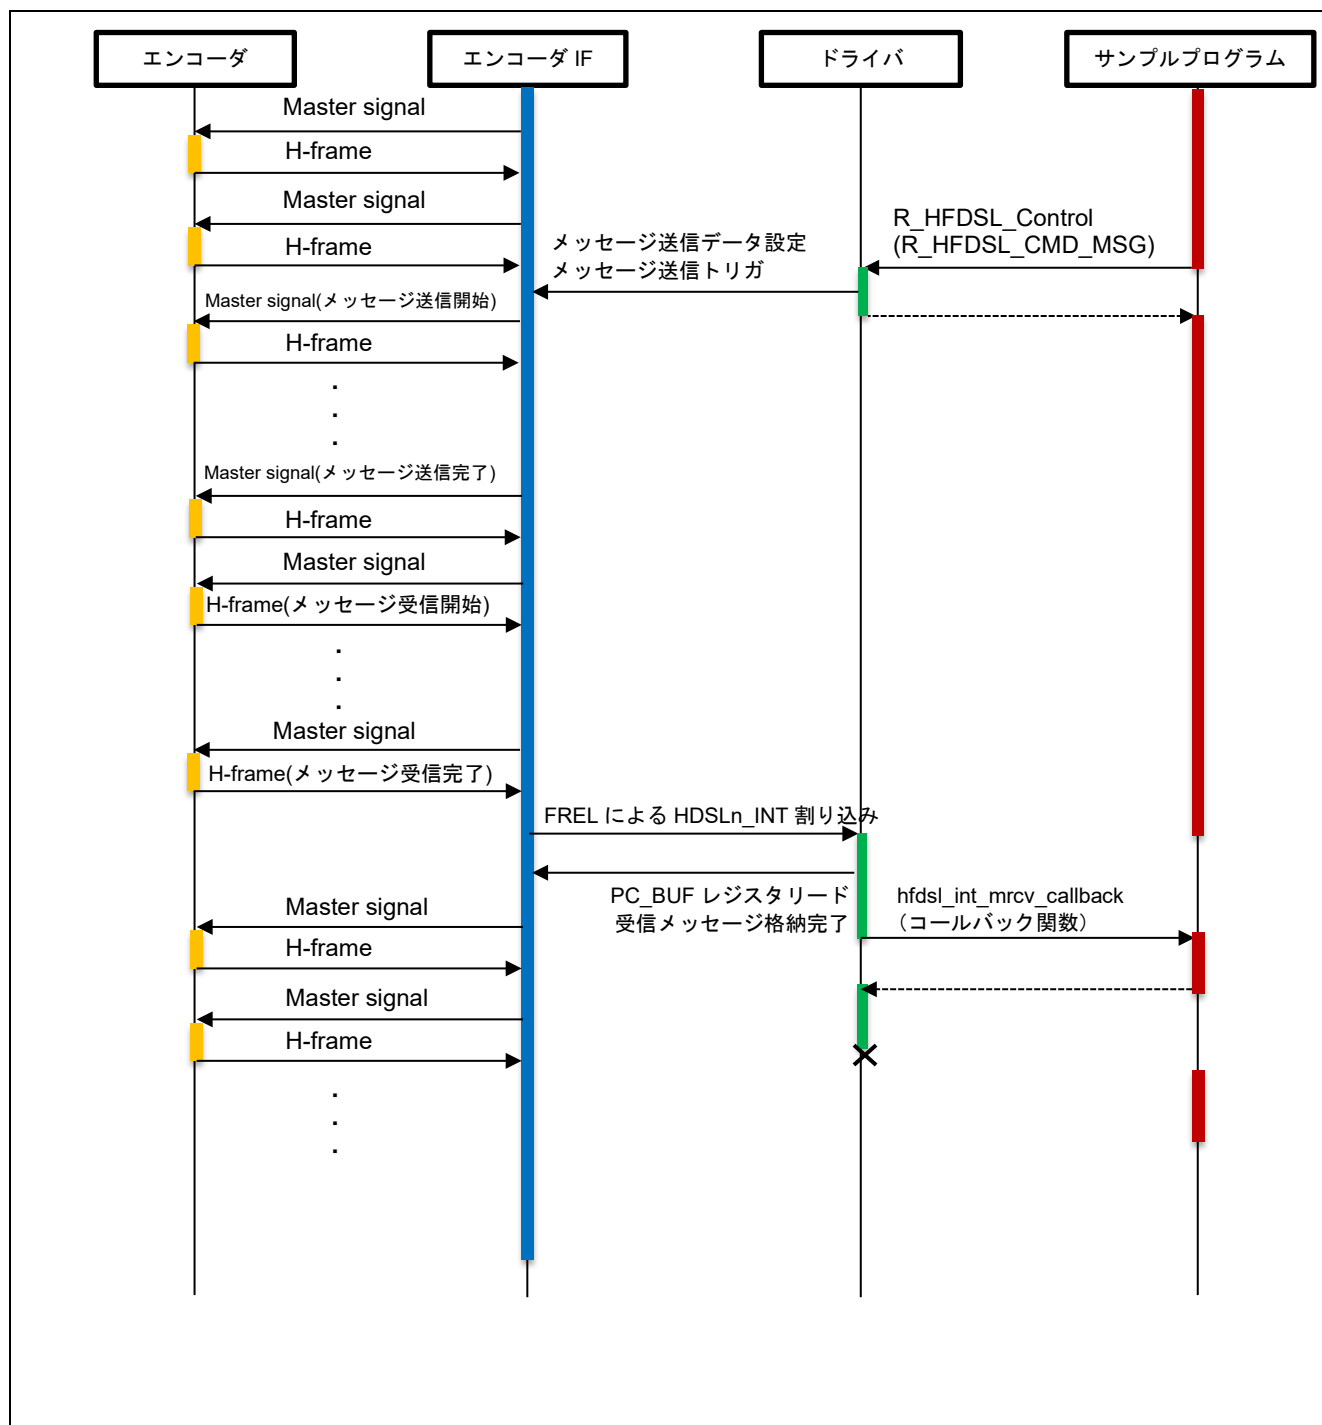 エンコーダ
エンコーダ IF
ドライバ
サンプルプログラム
Master signal
H-frame
Master signal
H-frame
R_HFDSL_Control
(R_HFDSL_CMD_MSG)
メッセージ送信データ設定
メッセージ送信トリガ
Master signal(メッセージ送信開始)
H-frame
.
.
.
Master signal(メッセージ送信完了)
H-frame
Master signal
H-frame(メッセージ受信開始)
.
.
.
Master signal
H-frame(メッセージ受信完了)
FREL による HDSLn_INT 割り込み
PC_BUF レジスタリード
受信メッセージ格納完了
hfdsl_int_mrcv_callback
（コールバック関数）
Master signal
H-frame
Master signal
H-frame
.
.
.